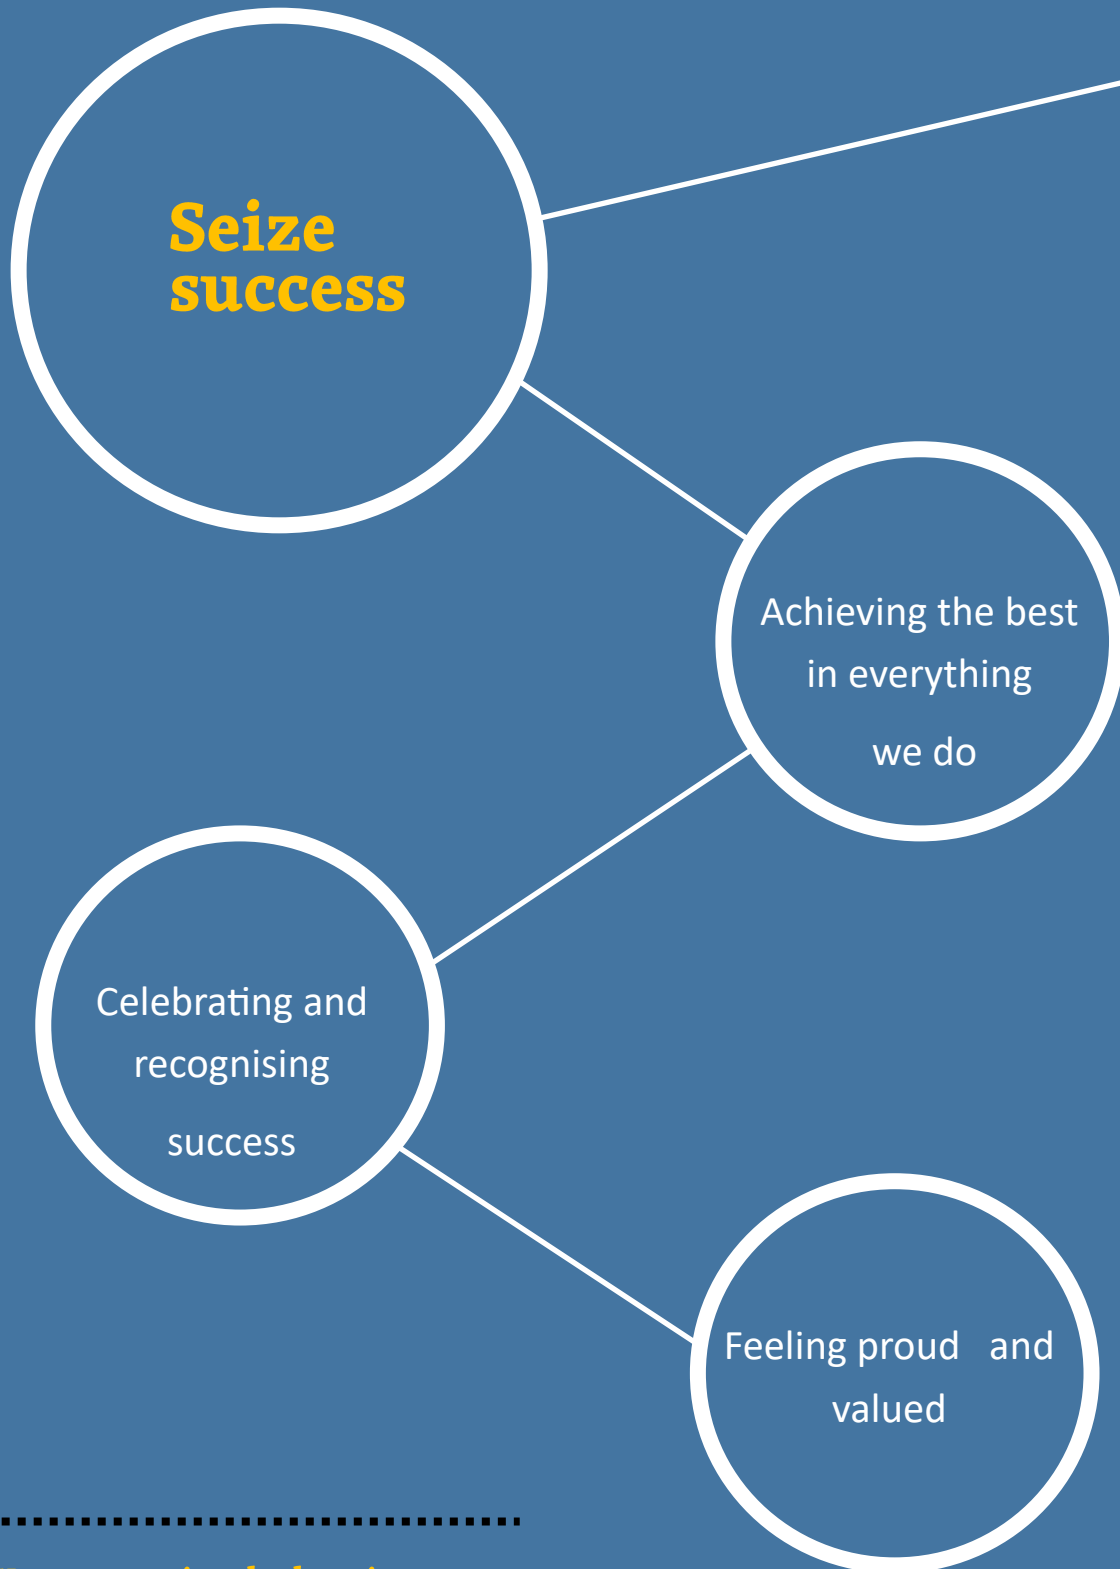 Seize
success
Achieving the best
in everything
we do
Celebrating and
recognising
success
Feeling proud and
valued